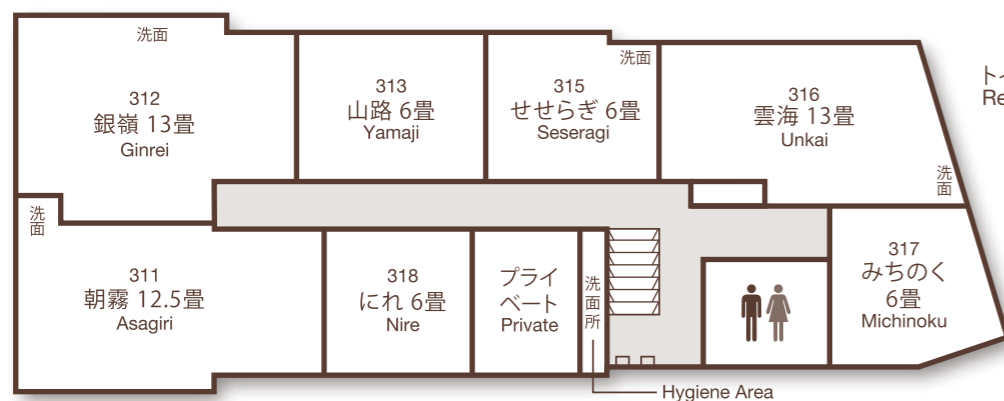 洗面
312
銀嶺 13畳
Ginrei
313
山路 6畳
Yamaji
洗面
315
せせらぎ 6畳
Seseragi
316
雲海 13畳
Unkai
洗面
洗面
311
朝霧 12.5畳
Asagiri
318
にれ 6畳
Nire
プライ
ベート
Private
洗面所
317
みちのく
6畳
Michinoku
Hygiene Area